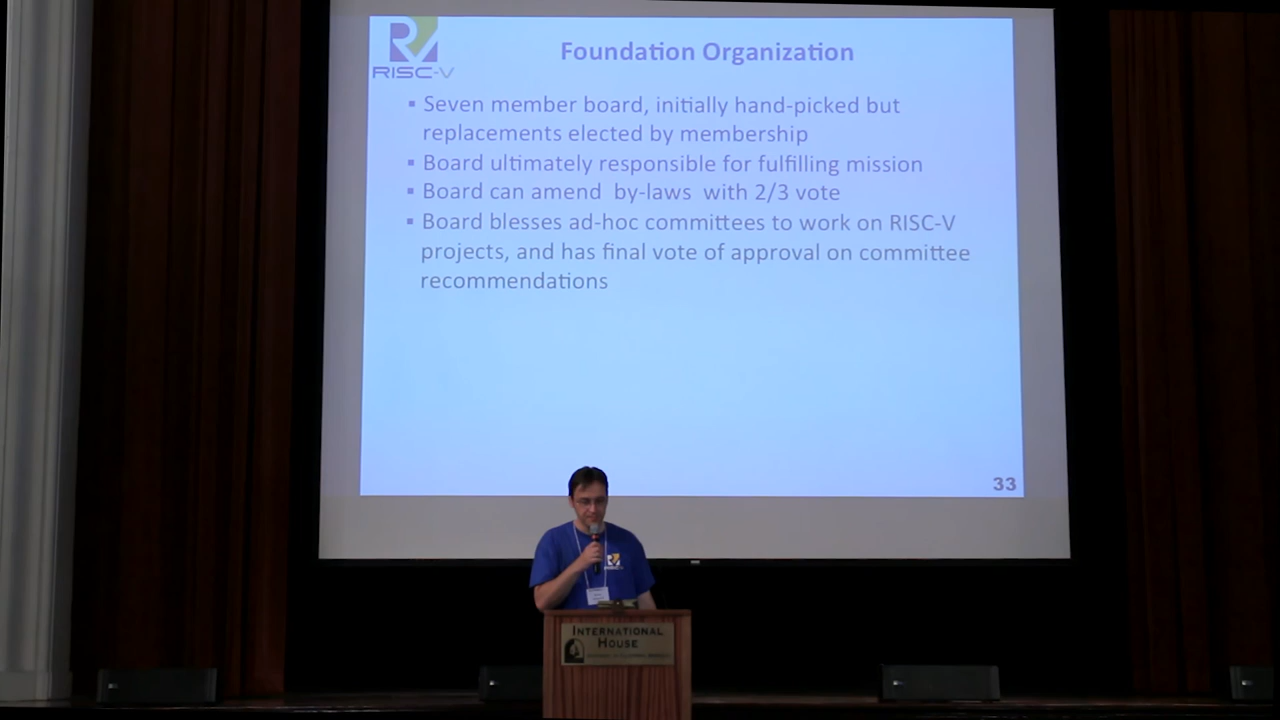 RISC-V
Foundation Organization
▪ Seven member board, initially hand-picked but
replacements elected by membership
▪ Board ultimately responsible for fulfilling mission
▪ Board can amend by-laws with 2/3 vote
▪ Board blesses ad-hoc committees to work on RISC-V
projects, and has final vote of approval on committee
recommendations
33
INTERNATIONAL
HOUSE